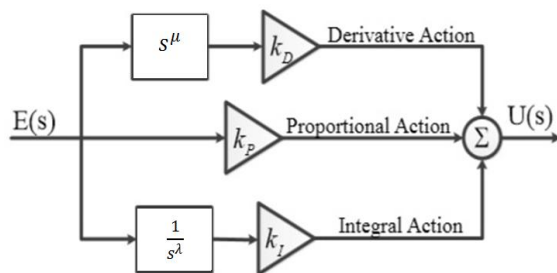 s^μ
k_D
Derivative Action
E(s)
k_P
Proportional Action
Σ
U(s)
1/s^λ
k_I
Integral Action